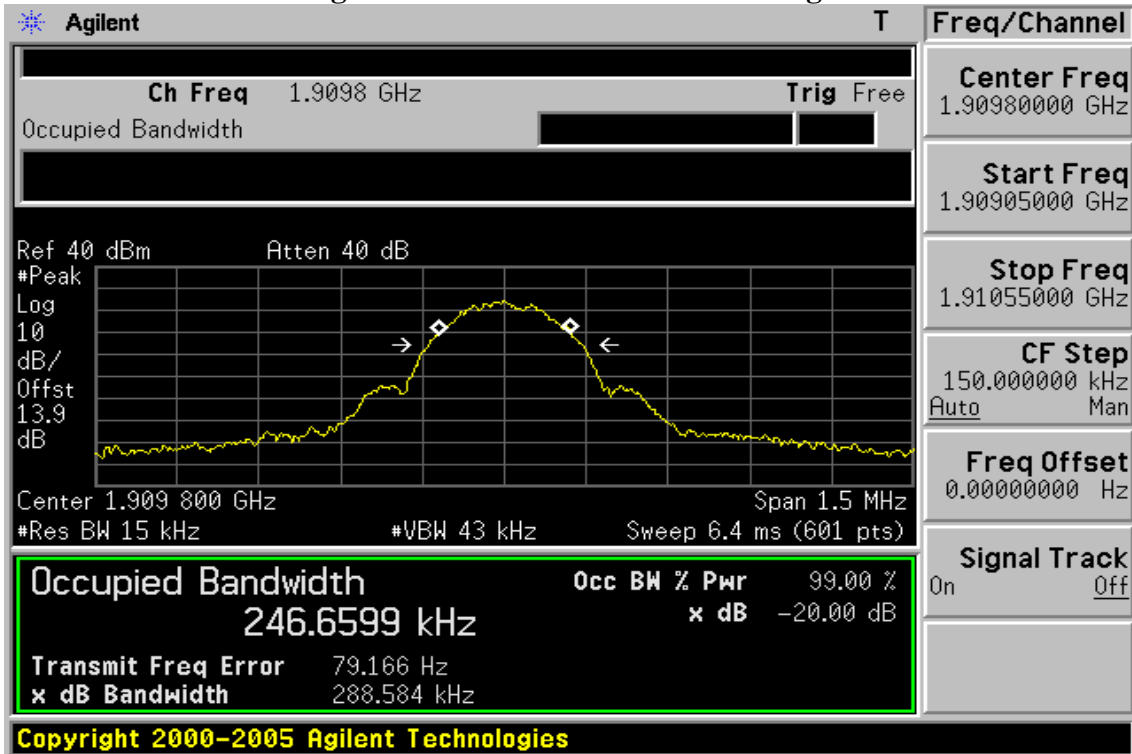 Agilent T
Freq/Channel
Ch Freq 1.9098 GHz Trig Free
Occupied Bandwidth
Ref 40 dBm Atten 40 dB
#Peak
Log
10
dB/
Offst
13.9
dB
Center 1.909 800 GHz Span 1.5 MHz
#Res BW 15 kHz #VBW 43 kHz Sweep 6.4 ms (601 pts)
Occupied Bandwidth
246.6599 kHz
Occ BW % Pwr 99.00 %
x dB -20.00 dB
Transmit Freq Error 79.166 Hz
x dB Bandwidth 288.584 kHz
Copyright 2000-2005 Agilent Technologies
Center Freq
1.90980000 GHz
Start Freq
1.90905000 GHz
Stop Freq
1.91055000 GHz
CF Step
150.000000 kHz
Auto Man
Freq Offset
0.00000000 Hz
Signal Track
On Off